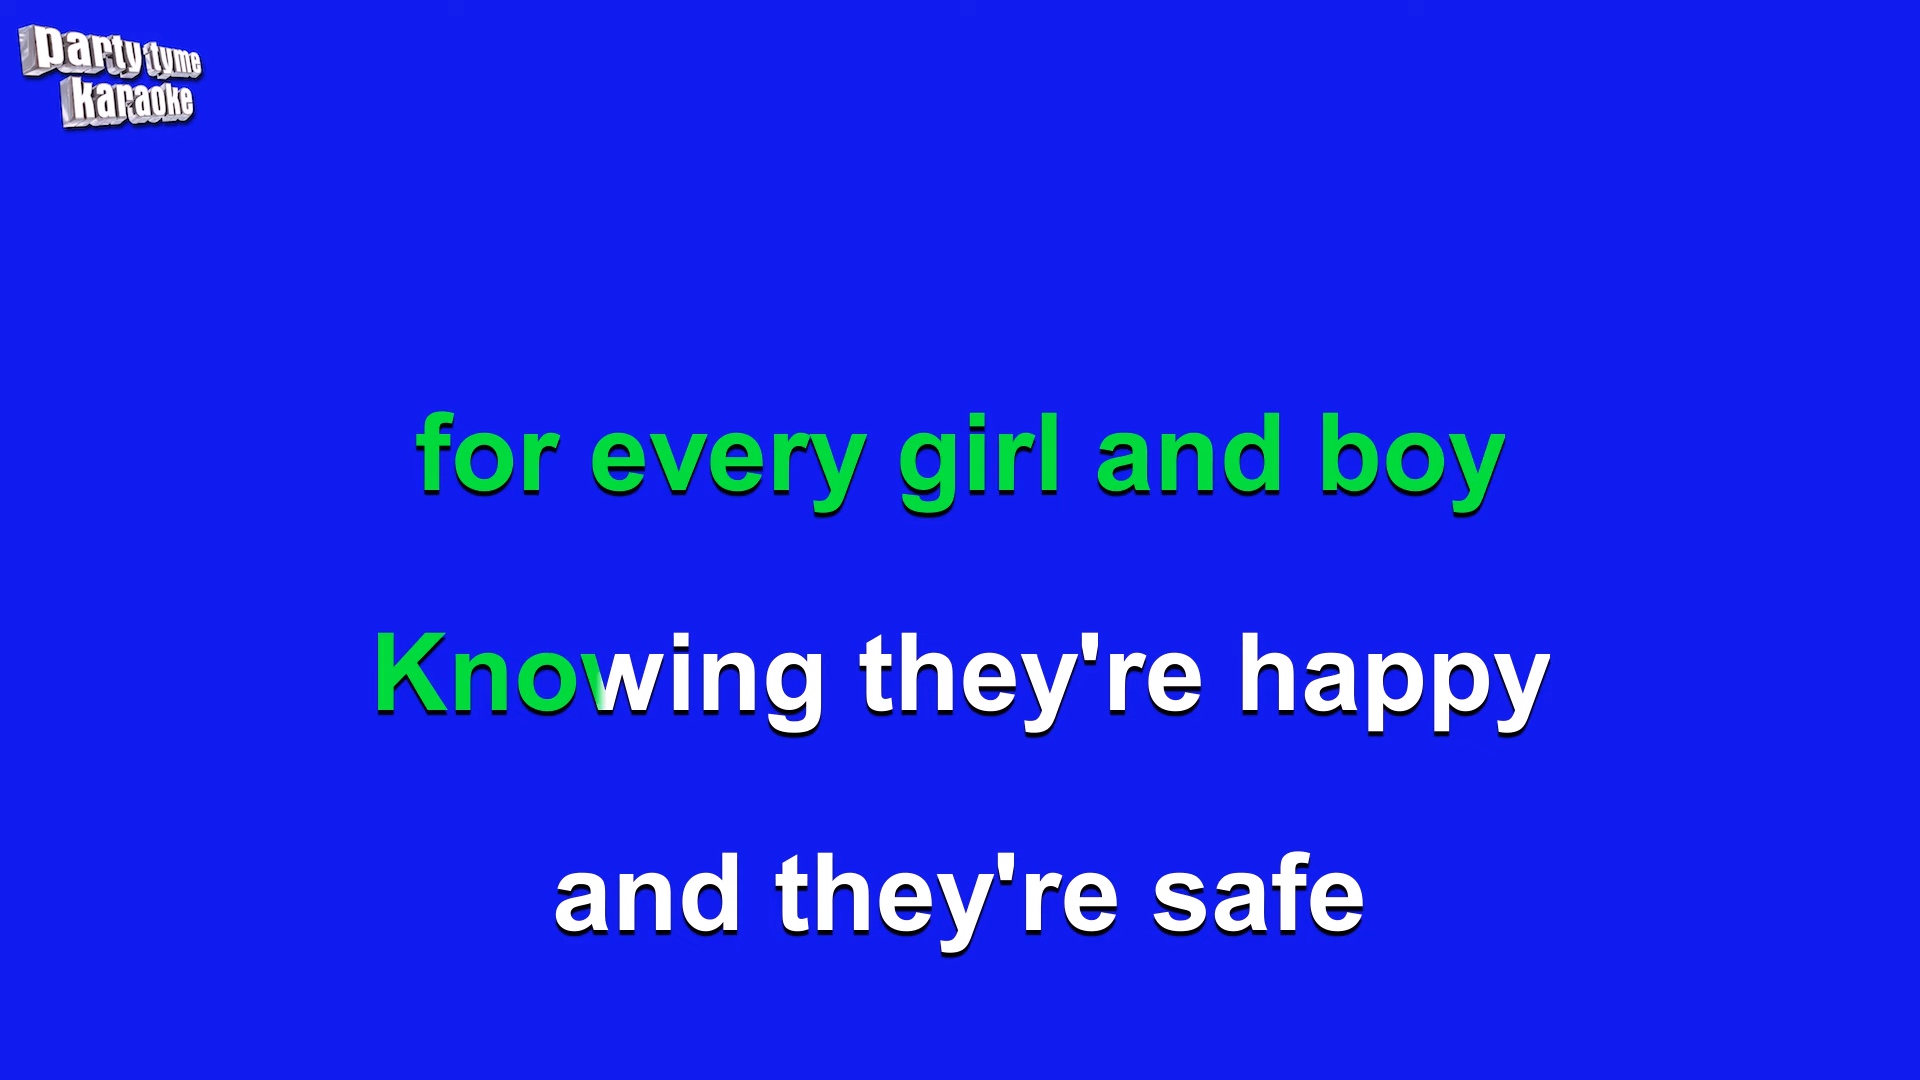 party tyme
karaoke
for every girl and boy
Knowing they're happy
and they're safe